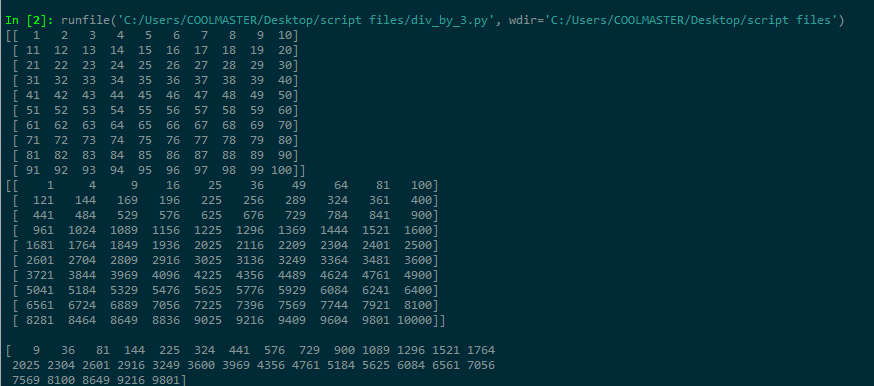 In [2]: runfile('C:/Users/COOLMASTER/Desktop/script files/div_by_3.py', wdir='C:/Users/COOLMASTER/Desktop/script files')
[[  1   2   3   4   5   6   7   8   9  10]
 [ 11  12  13  14  15  16  17  18  19  20]
 [ 21  22  23  24  25  26  27  28  29  30]
 [ 31  32  33  34  35  36  37  38  39  40]
 [ 41  42  43  44  45  46  47  48  49  50]
 [ 51  52  53  54  55  56  57  58  59  60]
 [ 61  62  63  64  65  66  67  68  69  70]
 [ 71  72  73  74  75  76  77  78  79  80]
 [ 81  82  83  84  85  86  87  88  89  90]
 [ 91  92  93  94  95  96  97  98  99 100]]
[[    1     4     9    16    25    36    49    64    81   100]
 [  121   144   169   196   225   256   289   324   361   400]
 [  441   484   529   576   625   676   729   784   841   900]
 [  961  1024  1089  1156  1225  1296  1369  1444  1521  1600]
 [ 1681  1764  1849  1936  2025  2116  2209  2304  2401  2500]
 [ 2601  2704  2809  2916  3025  3136  3249  3364  3481  3600]
 [ 3721  3844  3969  4096  4225  4356  4489  4624  4761  4900]
 [ 5041  5184  5329  5476  5625  5776  5929  6084  6241  6400]
 [ 6561  6724  6889  7056  7225  7396  7569  7744  7921  8100]
 [ 8281  8464  8649  8836  9025  9216  9409  9604  9801 10000]]
[   9   36   81  144  225  324  441  576  729  900 1089 1296 1521 1764
 2025 2304 2601 2916 3249 3600 3969 4356 4761 5184 5625 6084 6561 7056
 7569 8100 8649 9216 9801]